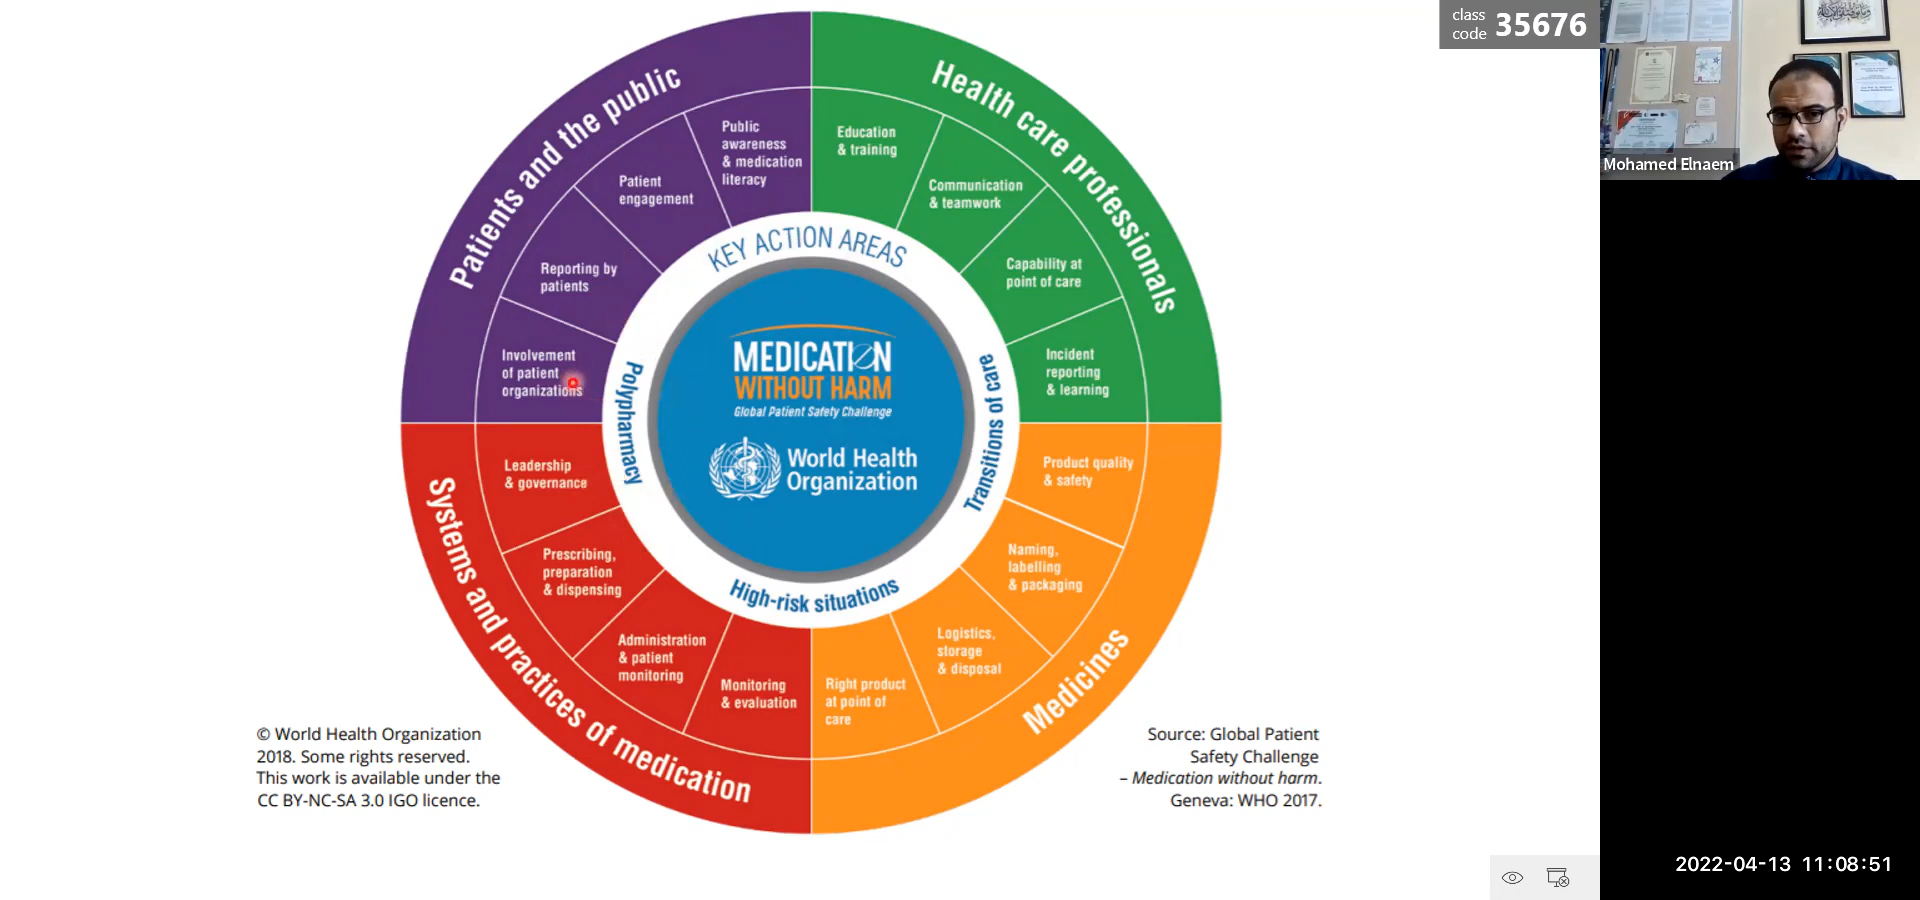 class
code 35676
Mohamed Elnaem
Patients and the public
Public
awareness
& medication
literacy
Patient
engagement
Reporting by
patients
Involvement
of patient
organizations
Health care professionals
Education
& training
Communication
& teamwork
Capability at
point of care
Incident
reporting
& learning
KEY ACTION AREAS
Polypharmacy
Transitions of care
High-risk situations
MEDICATION
WITHOUT HARM
Global Patient Safety Challenge
World Health
Organization
Systems and practices of medication
Leadership
& governance
Prescribing,
preparation
& dispensing
Administration
& patient
monitoring
Monitoring
& evaluation
Medicines
Product quality
& safety
Naming,
labelling
& packaging
Logistics,
storage
& disposal
Right product
at point of
care
© World Health Organization
2018. Some rights reserved.
This work is available under the
CC BY-NC-SA 3.0 IGO licence.
Source: Global Patient
Safety Challenge
– Medication without harm.
Geneva: WHO 2017.
2022-04-13 11:08:51